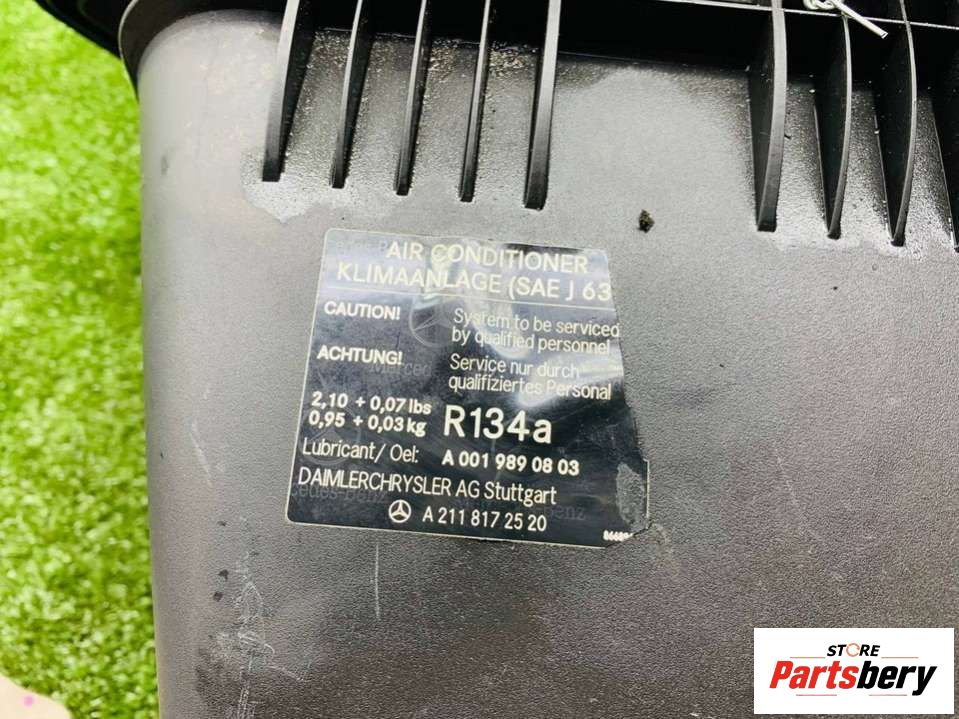 AIR CONDITIONER
KLIMAANLAGE (SAE J 63
CAUTION! System to be serviced
by qualified personnel
ACHTUNG! Service nur durch
qualifiziertes Personal
2,10 + 0,07 lbs
0,95 + 0,03 kg R134a
Lubricant/ Oel: A 001 989 08 03
DAIMLERCHRYSLER AG Stuttgart
A 211 817 25 20
STORE
Partsbery